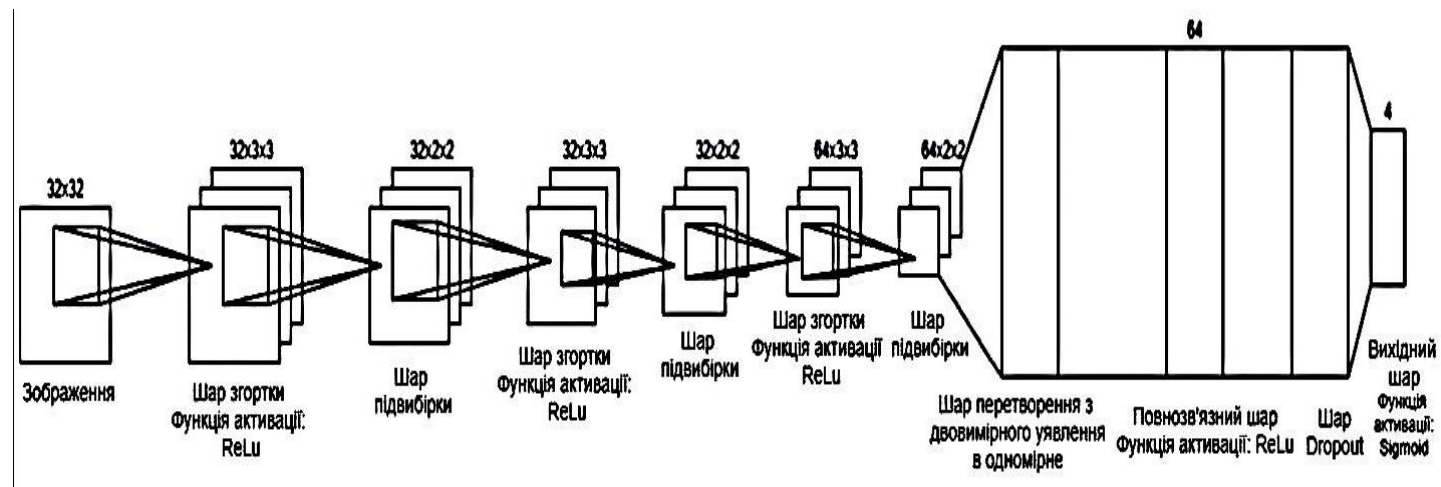 32x32
Зображення
32x3x3
Шар згортки
Функція активації:
ReLu
32x2x2
Шар
підвибірки
32x3x3
Шар згортки
Функція активації:
ReLu
32x2x2
Шар
підвибірки
64x3x3
Шар згортки
Функція активації
ReLu
64x2x2
Шар
підвибірки
64
Шар перетворення з
двовимірного уявлення
в одномірне
Повнозв'язний шар
Функція активації: ReLu
Шар
Dropout
4
Вихідний
шар
Функція
активації:
Sigmoid